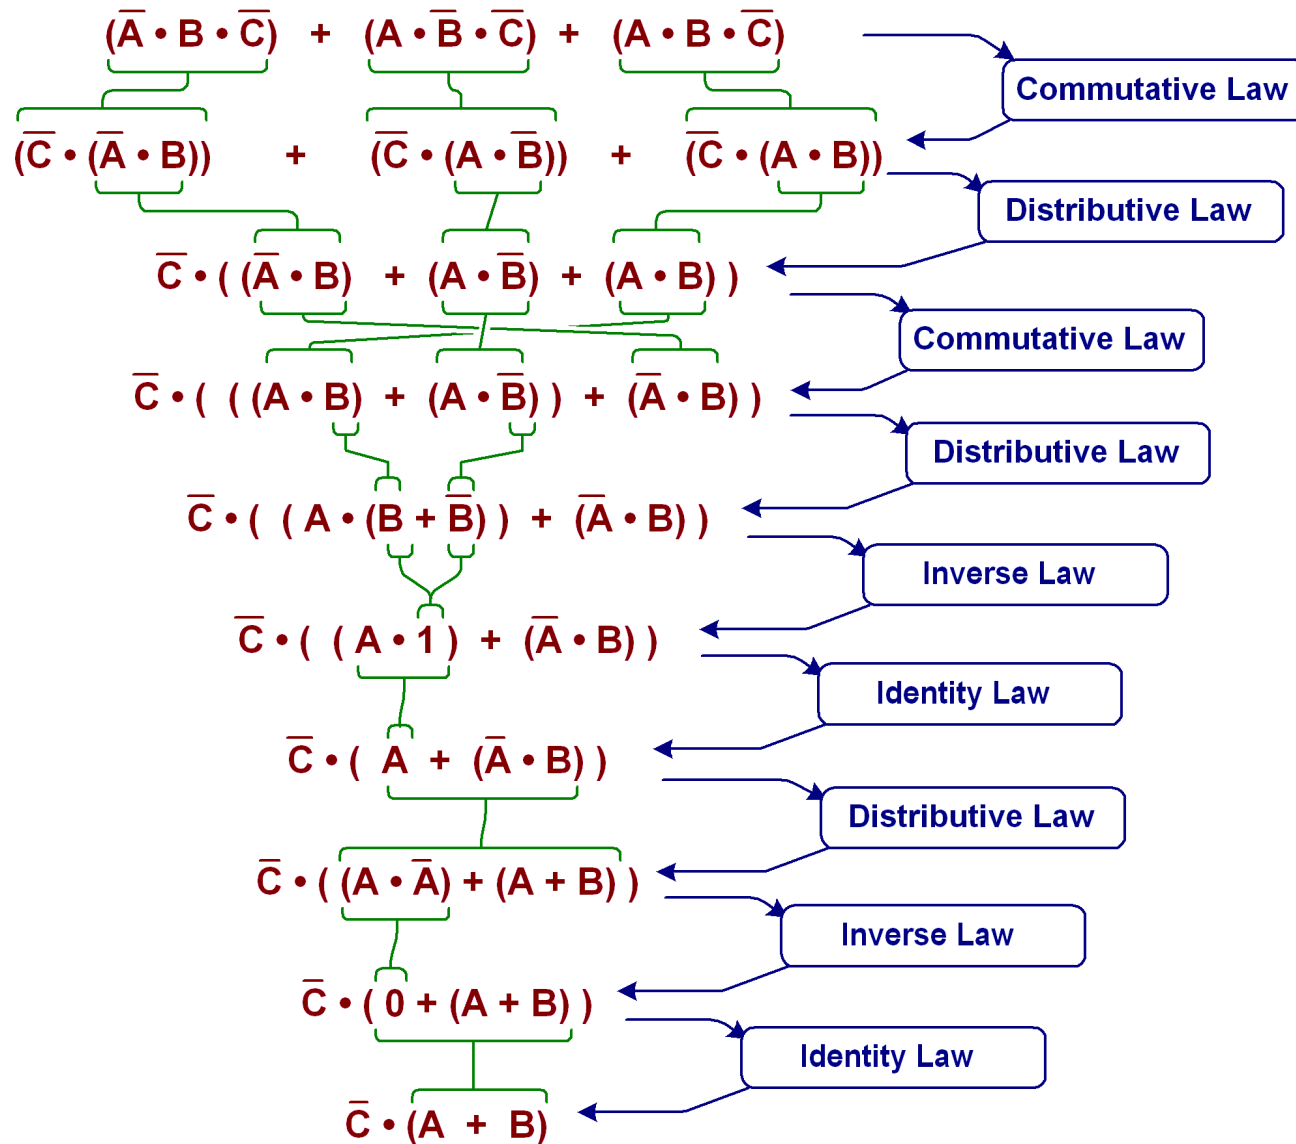 (A̅ • B • C̅) + (A • B̅ • C̅) + (A • B • C̅)
Commutative Law
(C̅ • (A̅ • B)) + (C̅ • (A • B̅)) + (C̅ • (A • B))
Distributive Law
C̅ • ( (A̅ • B) + (A • B̅) + (A • B) )
Commutative Law
C̅ • ( ( (A • B) + (A • B̅) ) + (A̅ • B) )
Distributive Law
C̅ • ( ( A • (B + B̅) ) + (A̅ • B) )
Inverse Law
C̅ • ( ( A • 1 ) + (A̅ • B) )
Identity Law
C̅ • ( A + (A̅ • B) )
Distributive Law
C̅ • ( (A • A̅) + (A + B) )
Inverse Law
C̅ • ( 0 + (A + B) )
Identity Law
C̅ • (A + B)